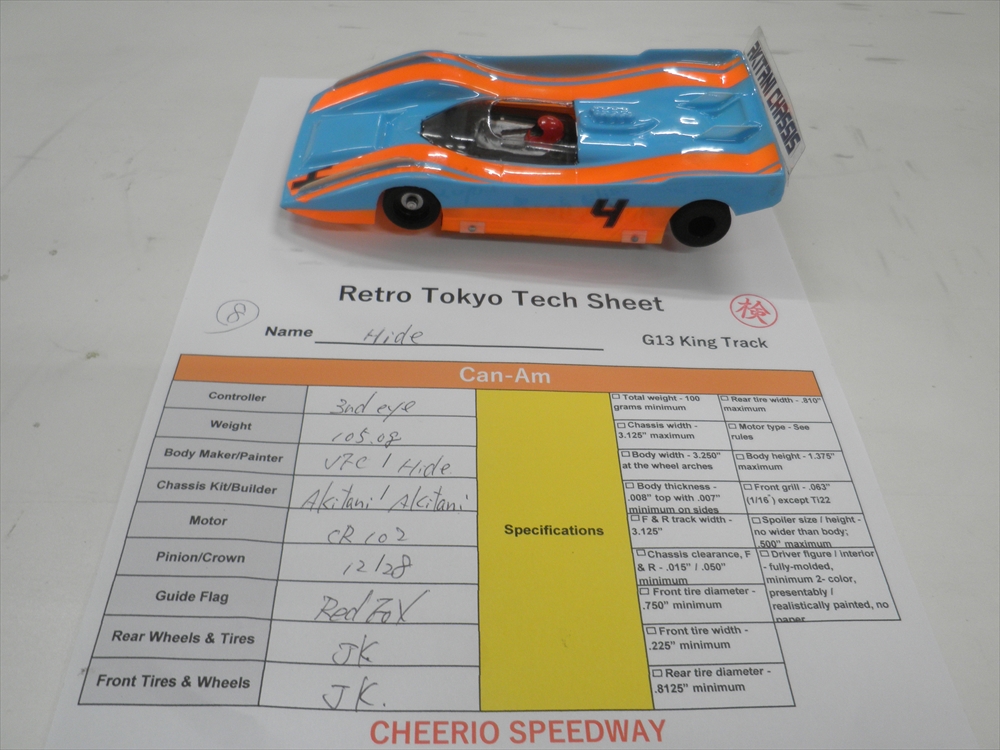 AKITANI CHASSIS
4
4
Retro Tokyo Tech Sheet
検
8
Name Hide
G13 King Track
Can-Am
Controller 3rd eye
Weight 105.0g
Body Maker/Painter / Hide
Chassis Kit/Builder Akitani / Akitani
Motor CR 102
Pinion/Crown 12/28
Guide Flag Red Fox
Rear Wheels & Tires JK
Front Tires & Wheels JK.
Specifications
□ Total weight - 100
grams minimum
□ Chassis width -
3.125" maximum
□ Body width - 3.250"
at the wheel arches
□ Body thickness -
.008" top with .007"
minimum on sides
□ F & R track width -
3.125"
□ Chassis clearance, F
& R - .015" / .050"
minimum
□ Front tire diameter -
.750" minimum
□ Front tire width -
.225" minimum
□ Rear tire diameter -
.8125" minimum
□ Rear tire width - .810"
maximum
□ Motor type - See
rules
□ Body height - 1.375"
maximum
□ Front grill - .063"
(1/16") except Ti22
□ Spoiler size / height -
no wider than body;
.500" maximum
□ Driver figure / interior
- fully-molded,
minimum 2- color,
presentably /
realistically painted, no
paper
CHEERIO SPEEDWAY